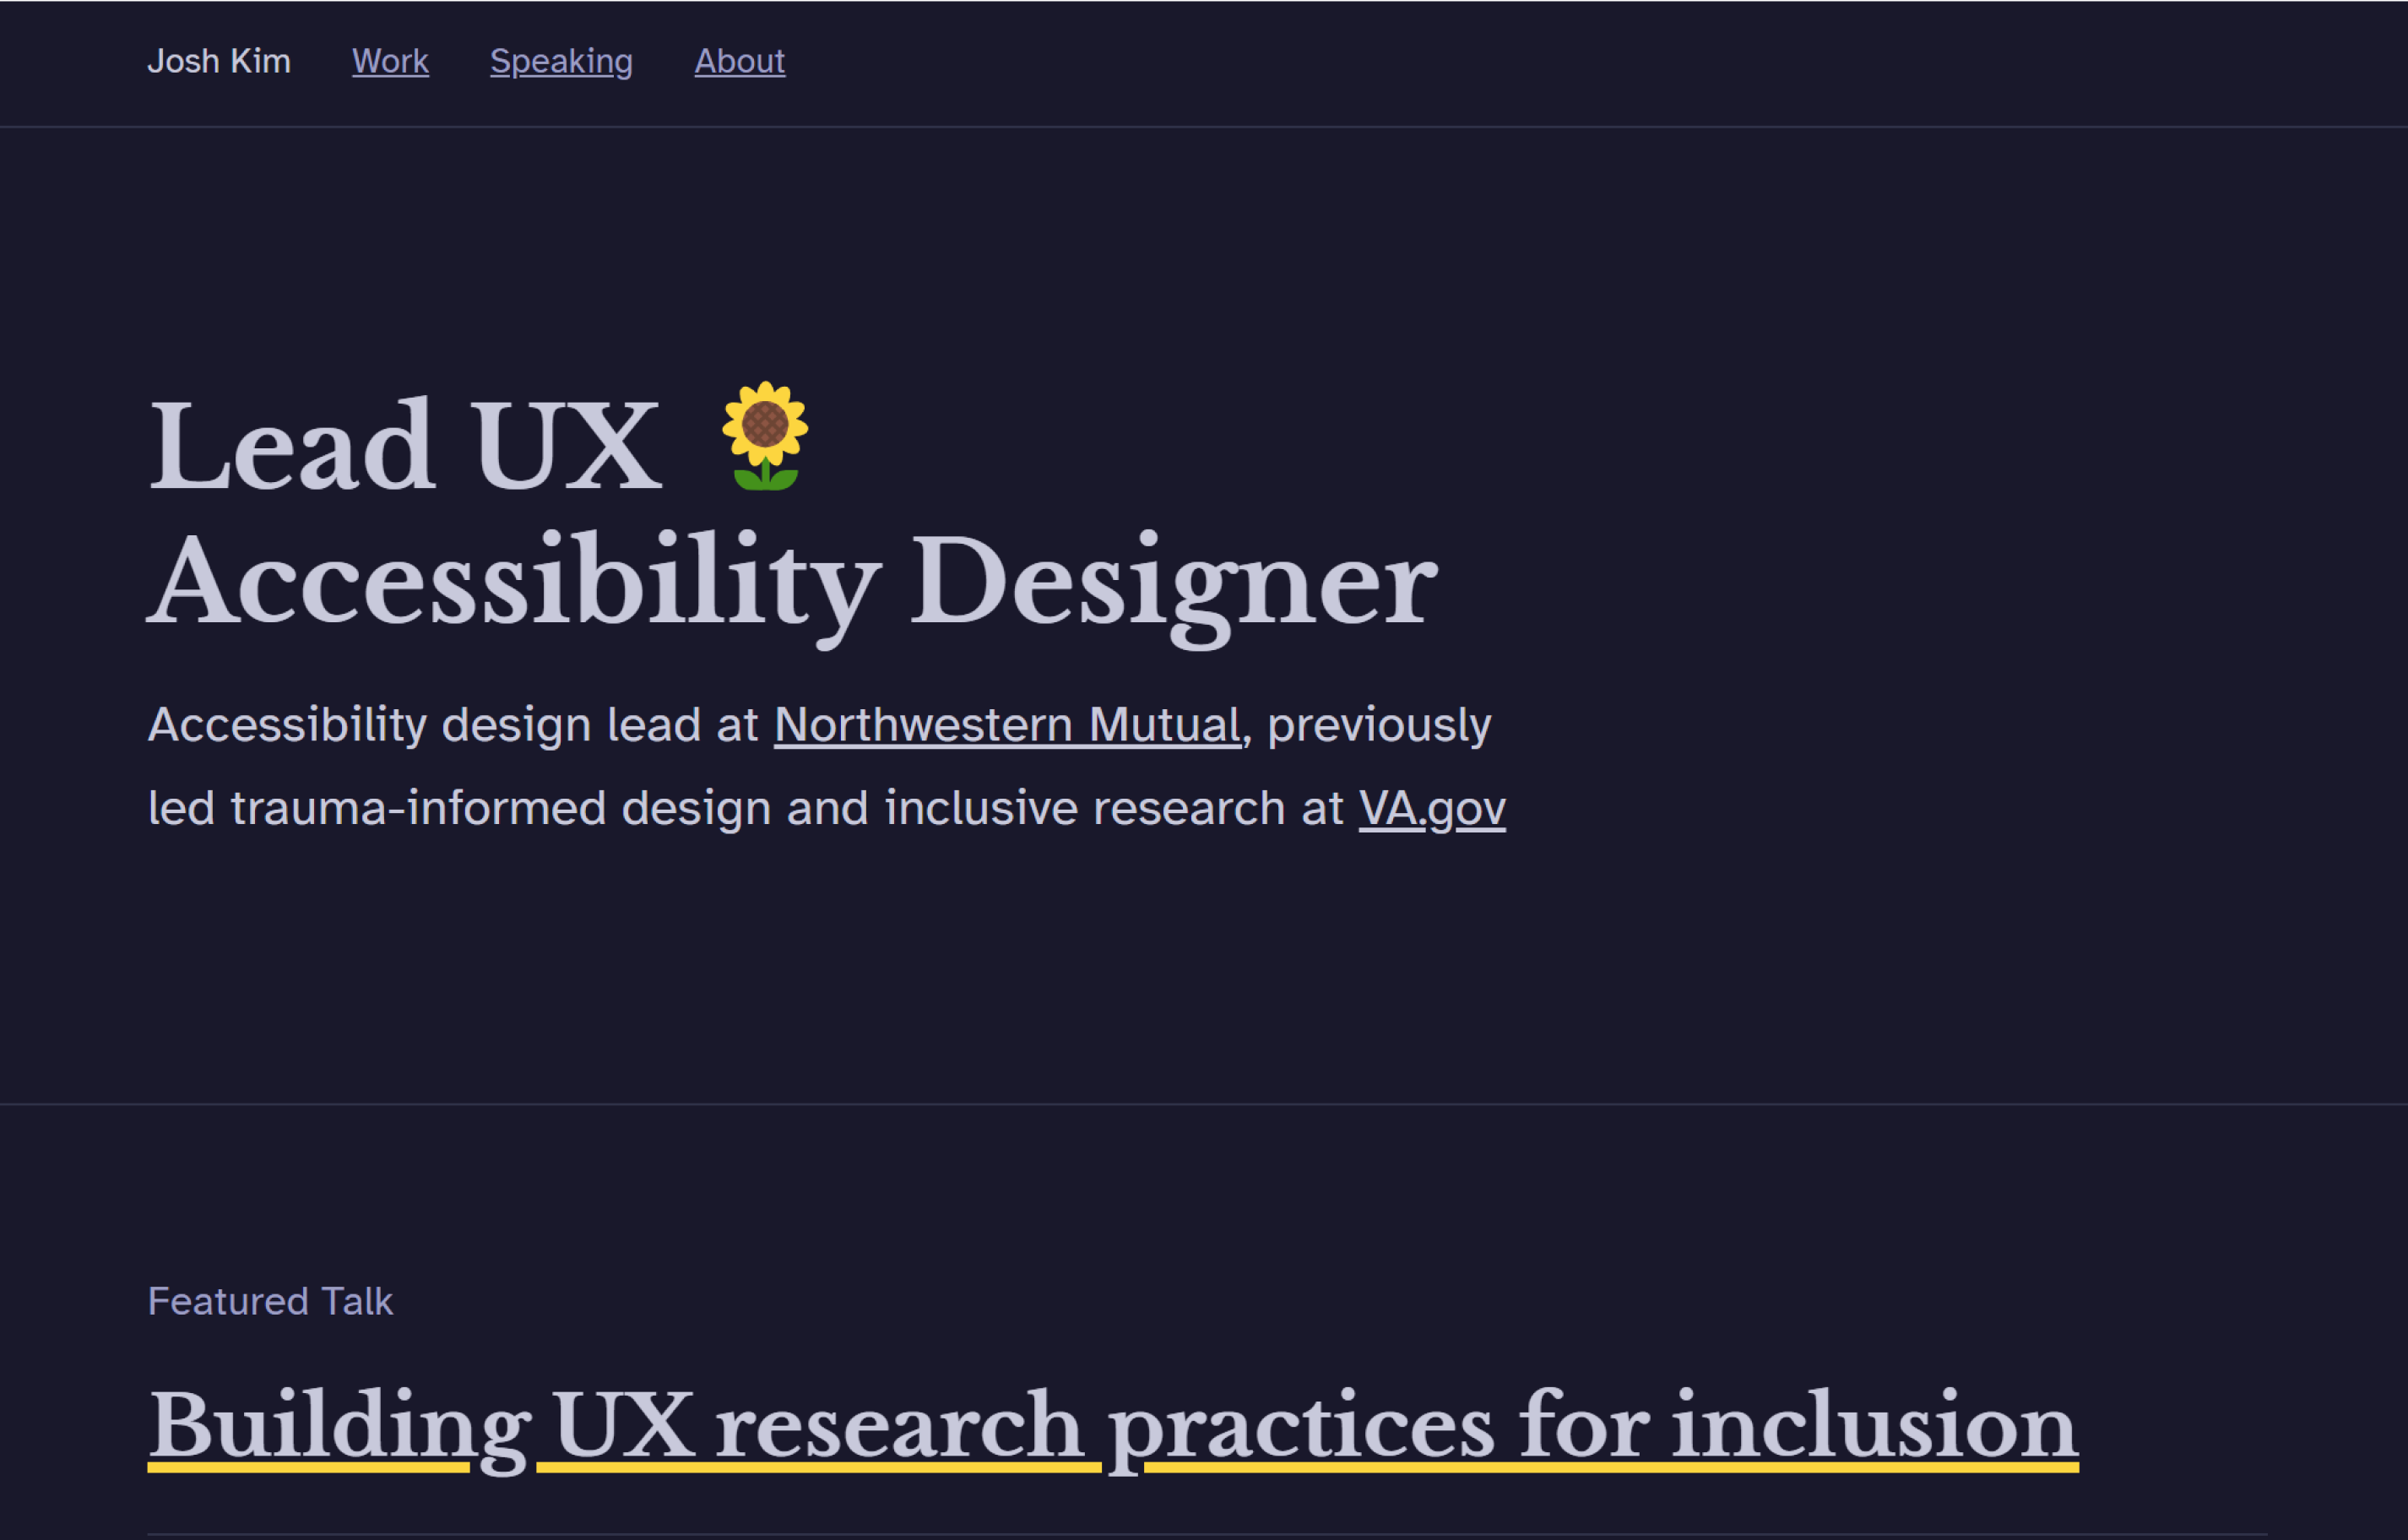 Josh Kim Work Speaking About
Lead UX 🌻
Accessibility Designer
Accessibility design lead at Northwestern Mutual, previously
led trauma-informed design and inclusive research at VA.gov
Featured Talk
Building UX research practices for inclusion